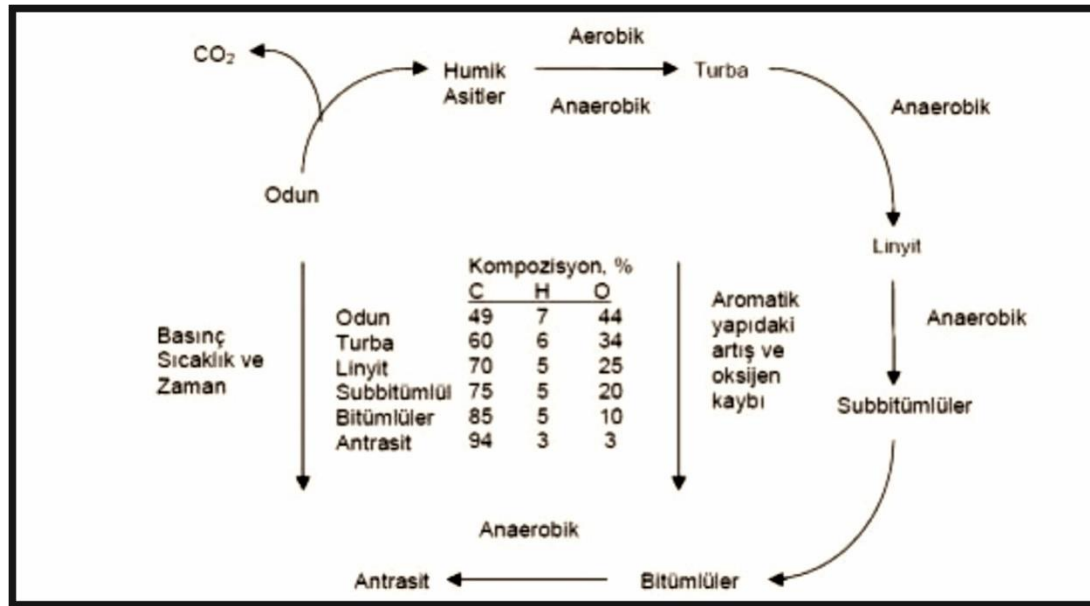 CO₂
Aerobik
Humik
Asitler
Turba
Anaerobik
Anaerobik
Odun
Linyit
Kompozisyon, %
C H O
Odun 49 7 44
Turba 60 6 34
Linyit 70 5 25
Subbitümlül 75 5 20
Bitümlüler 85 5 10
Antrasit 94 3 3
Basınç
Sıcaklık ve
Zaman
Aromatik
yapıdaki
artış ve
oksijen
kaybı
Anaerobik
Subbitümlüler
Anaerobik
Antrasit
Bitümlüler